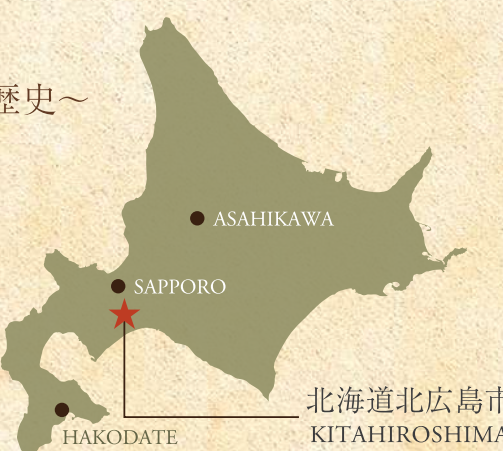 歴史～
ASAHIKAWA
SAPPORO
北海道北広島市
KITAHIROSHIMA
HAKODATE